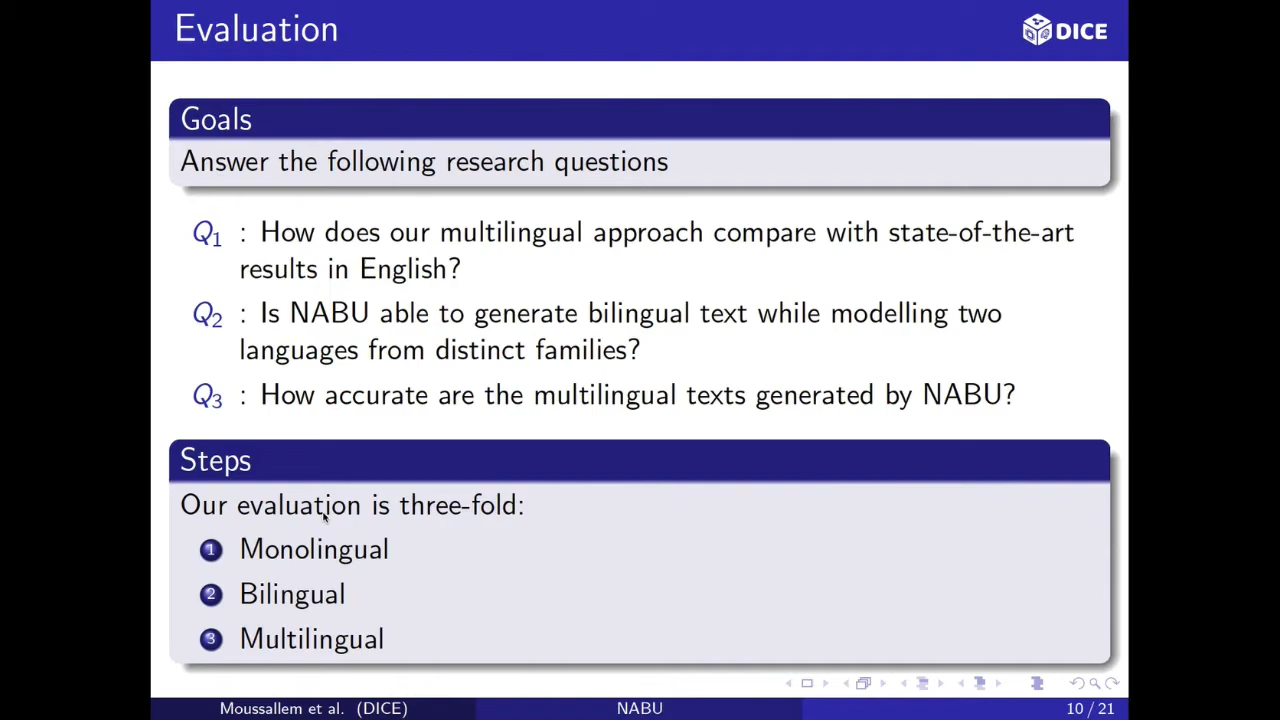 Evaluation
DICE
Goals
Answer the following research questions
Q1 : How does our multilingual approach compare with state-of-the-art
results in English?
Q2 : Is NABU able to generate bilingual text while modelling two
languages from distinct families?
Q3 : How accurate are the multilingual texts generated by NABU?
Steps
Our evaluation is three-fold:
1 Monolingual
2 Bilingual
3 Multilingual
Moussallem et al. (DICE) NABU 10 / 21